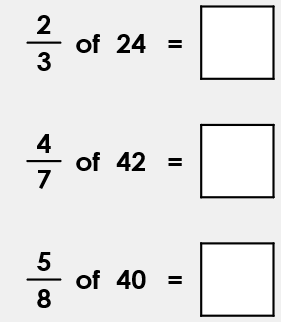 2/3 of 24 =
4/7 of 42 =
5/8 of 40 =